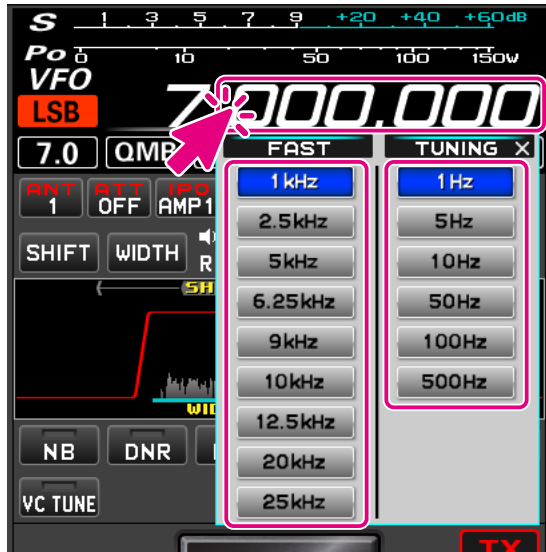 S 1 . 3 . 5 . 7 . 9 . +20 . +40 . +60dB
Po 0 10 50 100 150W
VFO
LSB 7.000.000
7.0 QMB FAST TUNING ×
ANT 1 ATT OFF IPO AMP1 1kHz 1Hz
2.5kHz 5Hz
SHIFT WIDTH R 5kHz 10Hz
6.25kHz 50Hz
9kHz 100Hz
10kHz 500Hz
12.5kHz
NB DNR 20kHz
VC TUNE 25kHz
TX